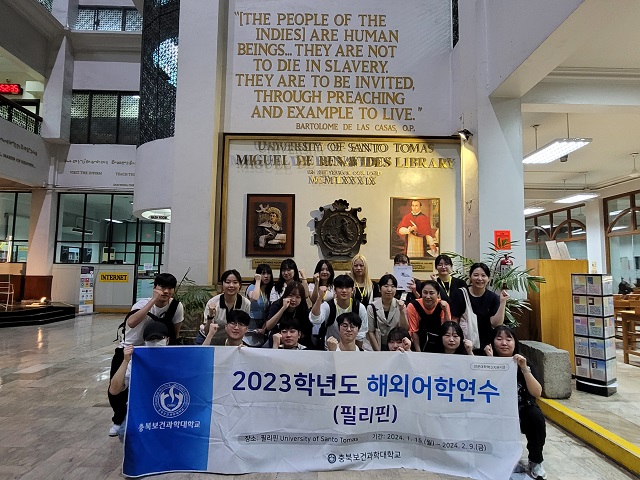 "[THE PEOPLE OF THE
INDIES] ARE HUMAN
BEINGS... THEY ARE NOT
TO DIE IN SLAVERY.
THEY ARE TO BE INVITED,
THROUGH PREACHING
AND EXAMPLE TO LIVE."
BARTOLOME DE LAS CASAS, O.P.
UNIVERSITY OF SANTO TOMAS
MIGUEL DE BENAVIDES LIBRARY
MCMLXXXIX
INTERNET
2023학년도 해외어학연수
(필리핀)
장소: 필리핀 University of Santo Tomas 기간: 2024. 1. 15.(월) ~ 2024. 2. 9.(금)
충북보건과학대학교
충북보건과학대학교